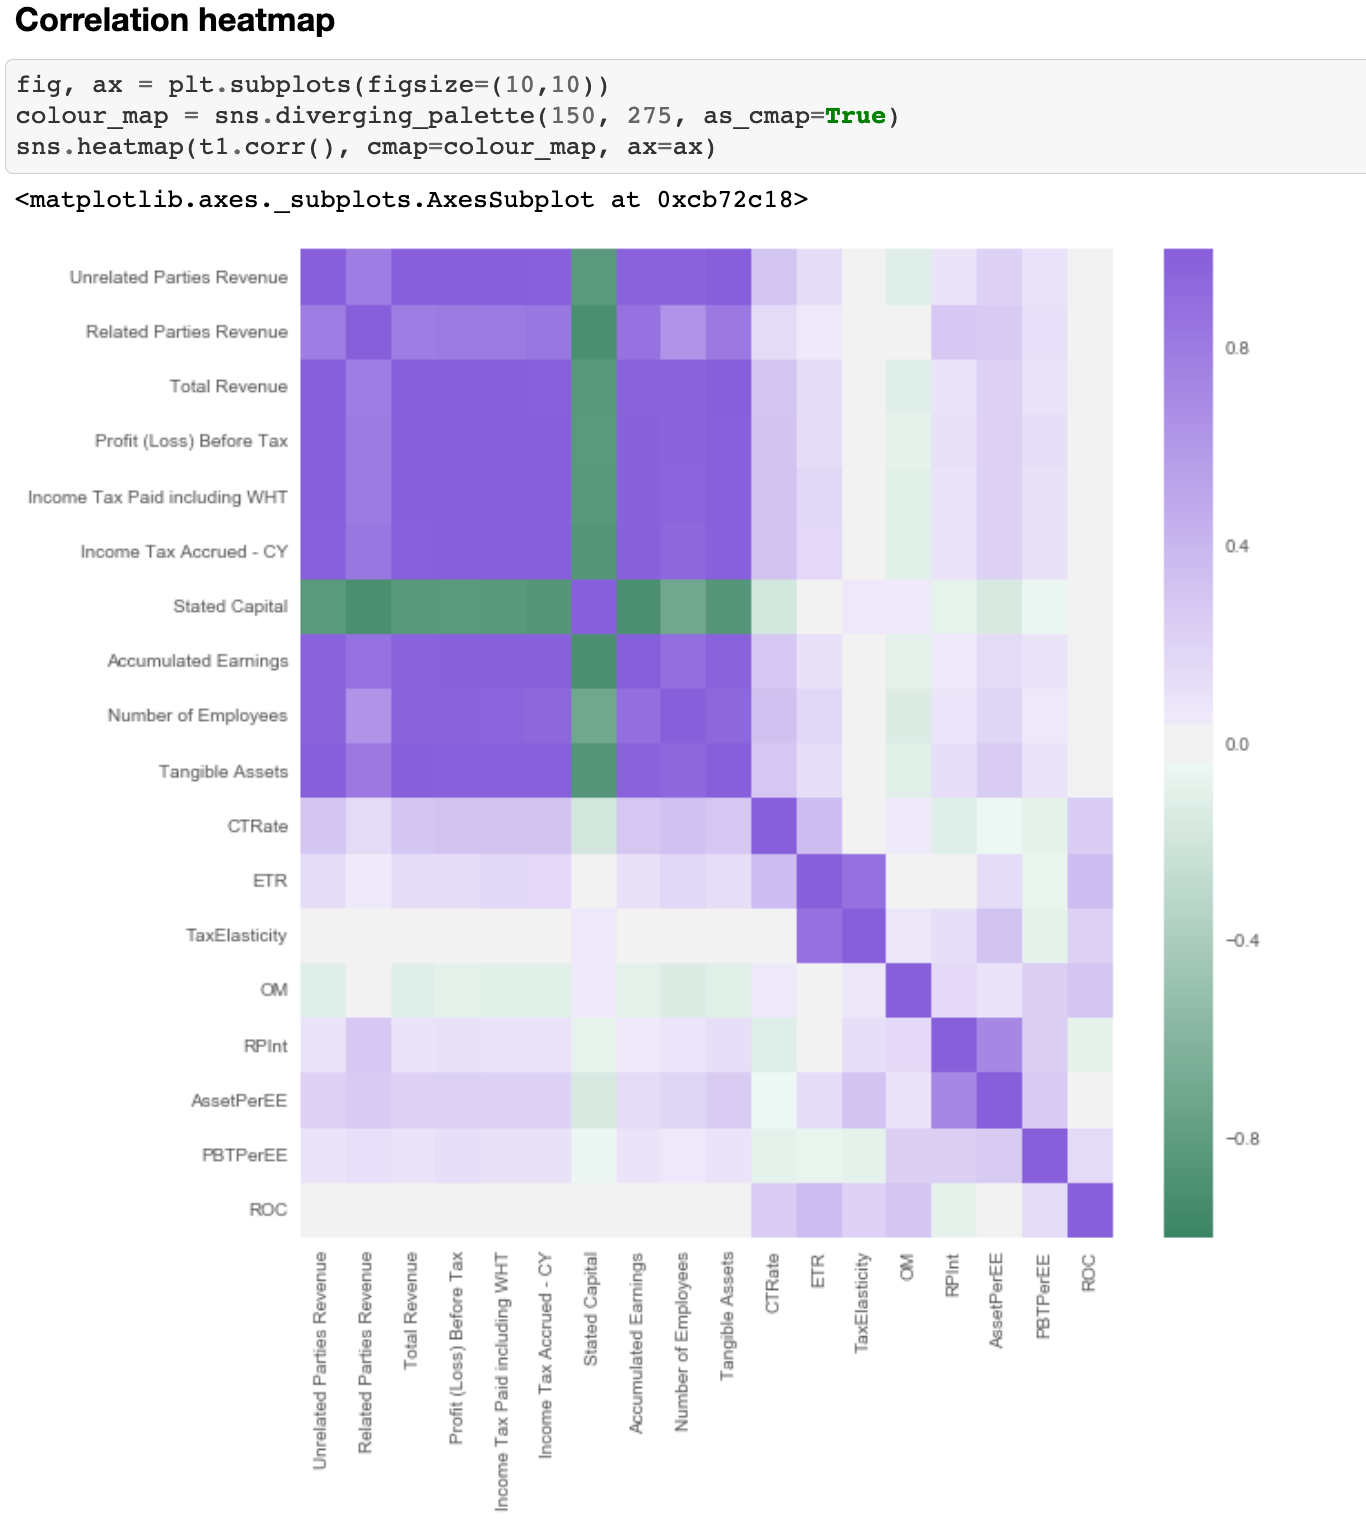 Correlation heatmap
fig, ax = plt.subplots(figsize=(10,10))
colour_map = sns.diverging_palette(150, 275, as_cmap=True)
sns.heatmap(t1.corr(), cmap=colour_map, ax=ax)
<matplotlib.axes._subplots.AxesSubplot at 0xcb72c18>
Unrelated Parties Revenue
Related Parties Revenue
Total Revenue
Profit (Loss) Before Tax
Income Tax Paid including WHT
Income Tax Accrued - CY
Stated Capital
Accumulated Earnings
Number of Employees
Tangible Assets
CTRate
ETR
TaxElasticity
OM
RPInt
AssetPerEE
PBTPerEE
ROC
Unrelated Parties Revenue
Related Parties Revenue
Total Revenue
Profit (Loss) Before Tax
Income Tax Paid including WHT
Income Tax Accrued - CY
Stated Capital
Accumulated Earnings
Number of Employees
Tangible Assets
CTRate
ETR
TaxElasticity
OM
RPInt
AssetPerEE
PBTPerEE
ROC
0.8
0.4
0.0
−0.4
−0.8